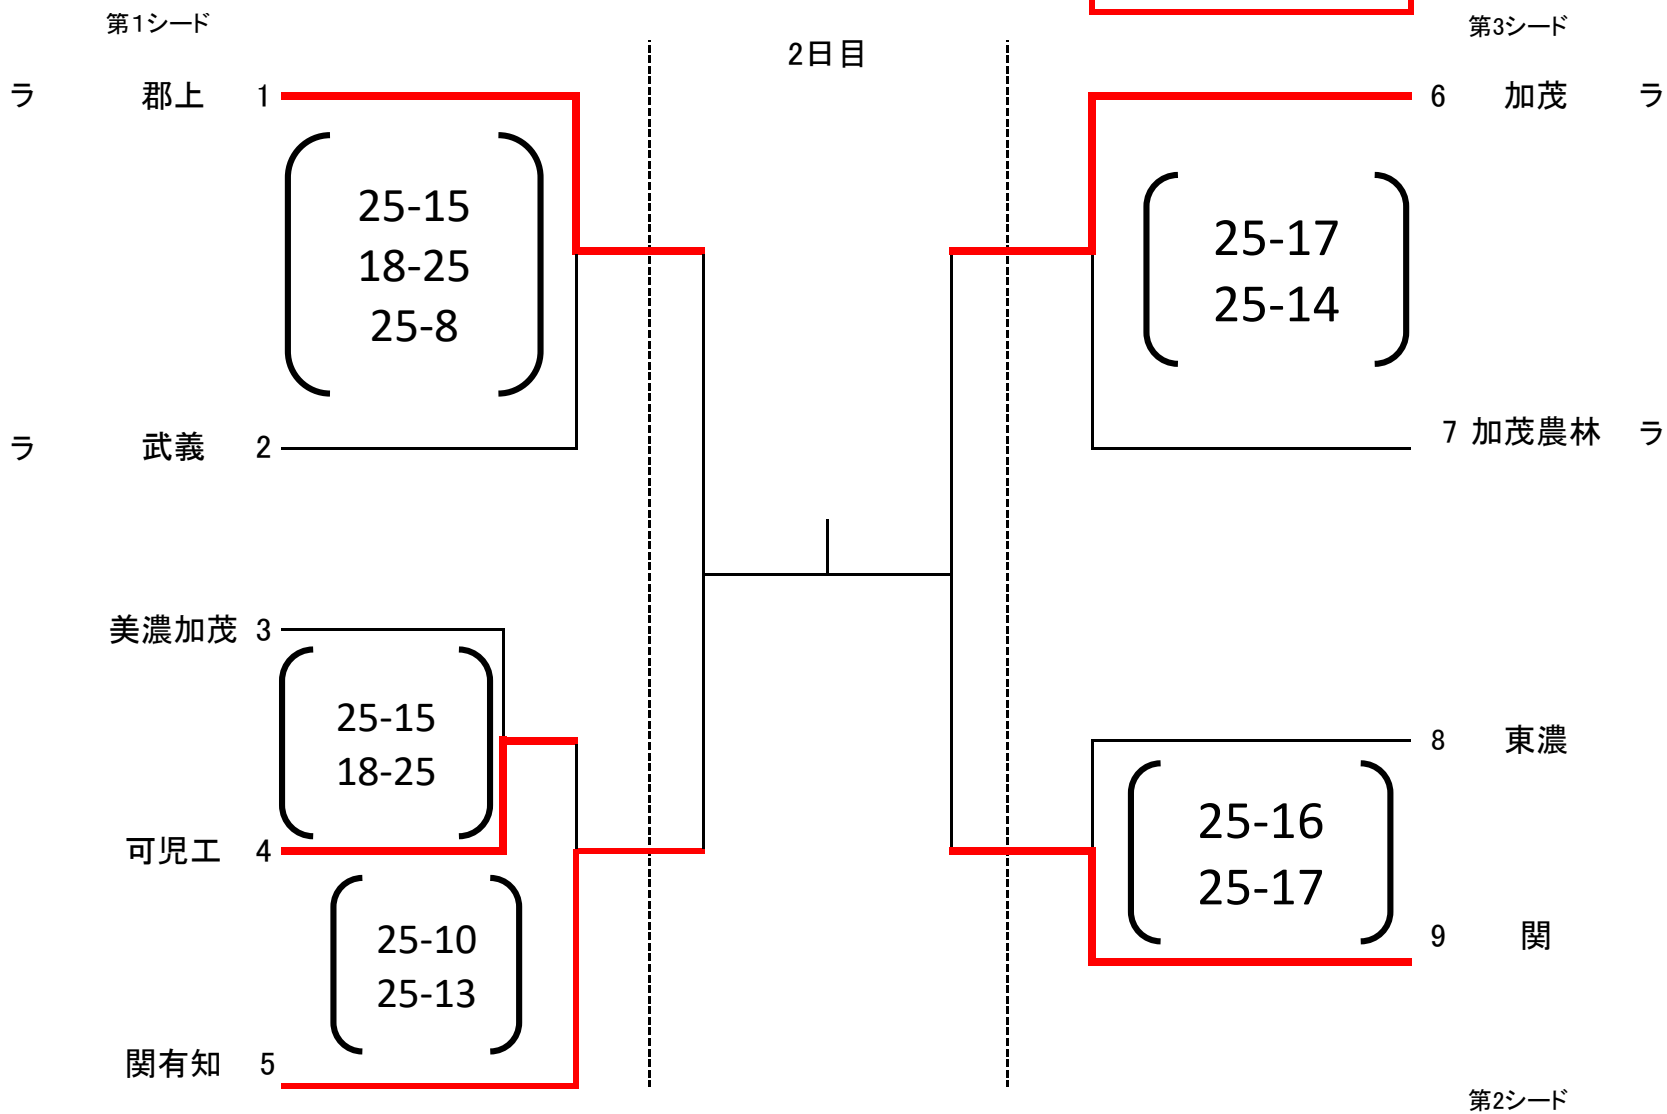 第1シード
第3シード
2日目
ラ 郡上 1
6 加茂 ラ
25-15
18-25
25-8
25-17
25-14
ラ 武義 2
7 加茂農林 ラ
美濃加茂 3
25-15
18-25
8 東濃
可児工 4
25-16
25-17
25-10
25-13
9 関
関有知 5
第2シード